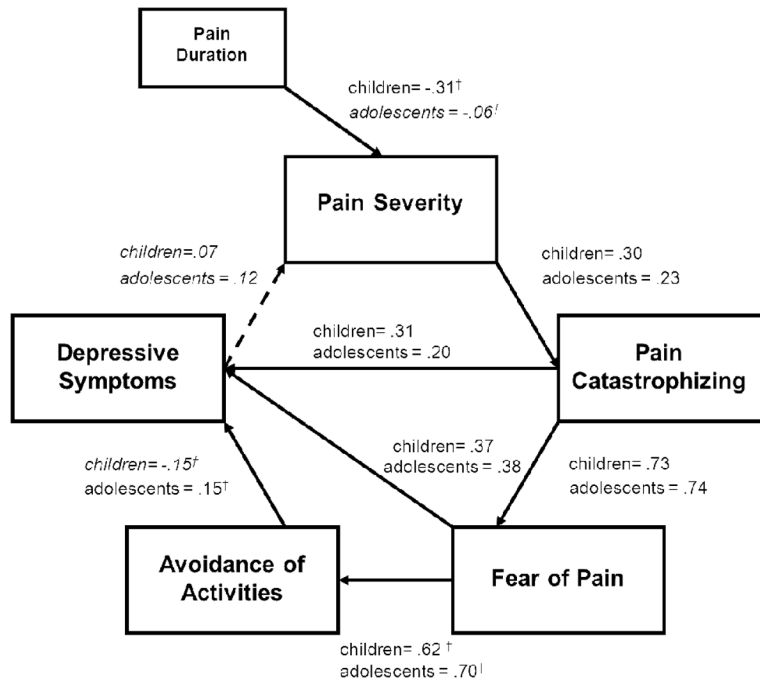 Pain
Duration
children= -.31†
adolescents = -.06†
Pain Severity
children=.07
adolescents = .12
children= .30
adolescents = .23
Depressive
Symptoms
children= .31
adolescents = .20
Pain
Catastrophizing
children= -.15†
adolescents = .15†
children= .37
adolescents = .38
children= .73
adolescents = .74
Avoidance of
Activities
Fear of Pain
children= .62 †
adolescents = .70†